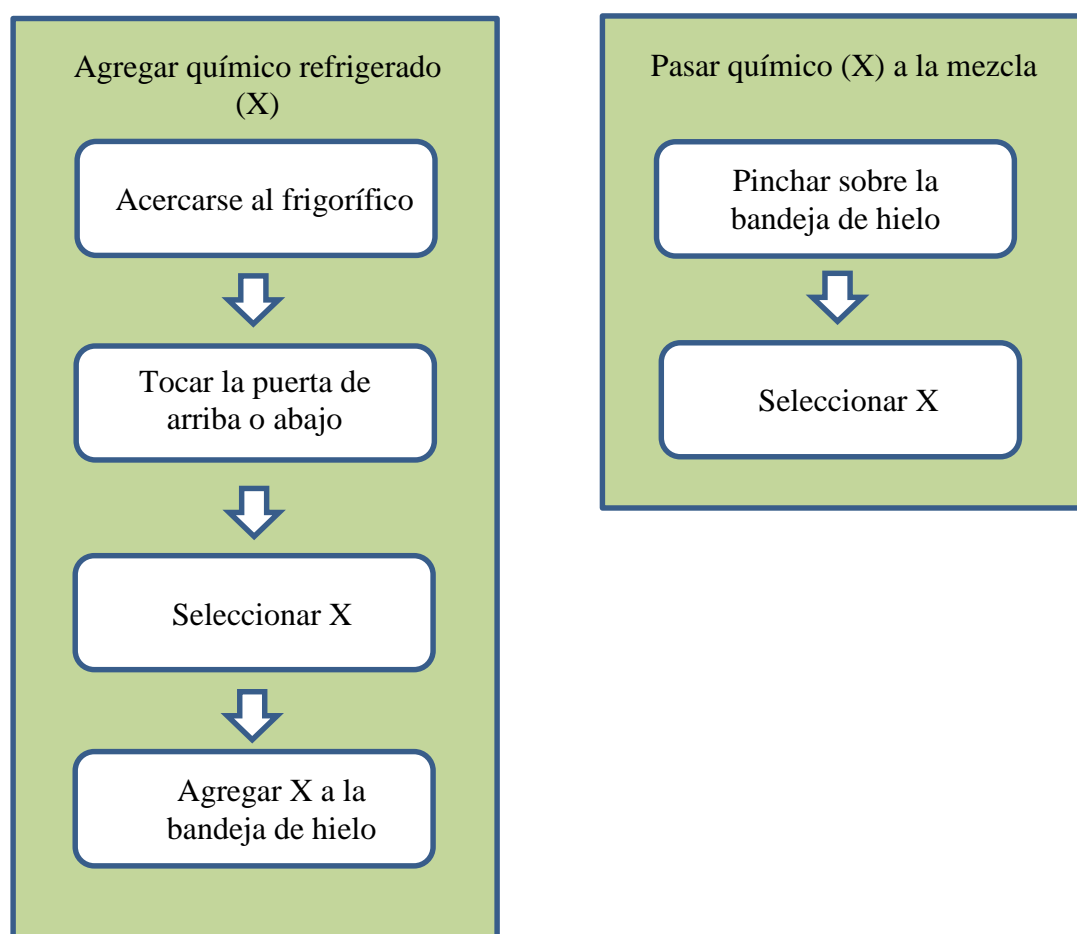 Agregar químico refrigerado
(X)
Acercarse al frigorífico
Tocar la puerta de
arriba o abajo
Seleccionar X
Agregar X a la
bandeja de hielo
Pasar químico (X) a la mezcla
Pinchar sobre la
bandeja de hielo
Seleccionar X